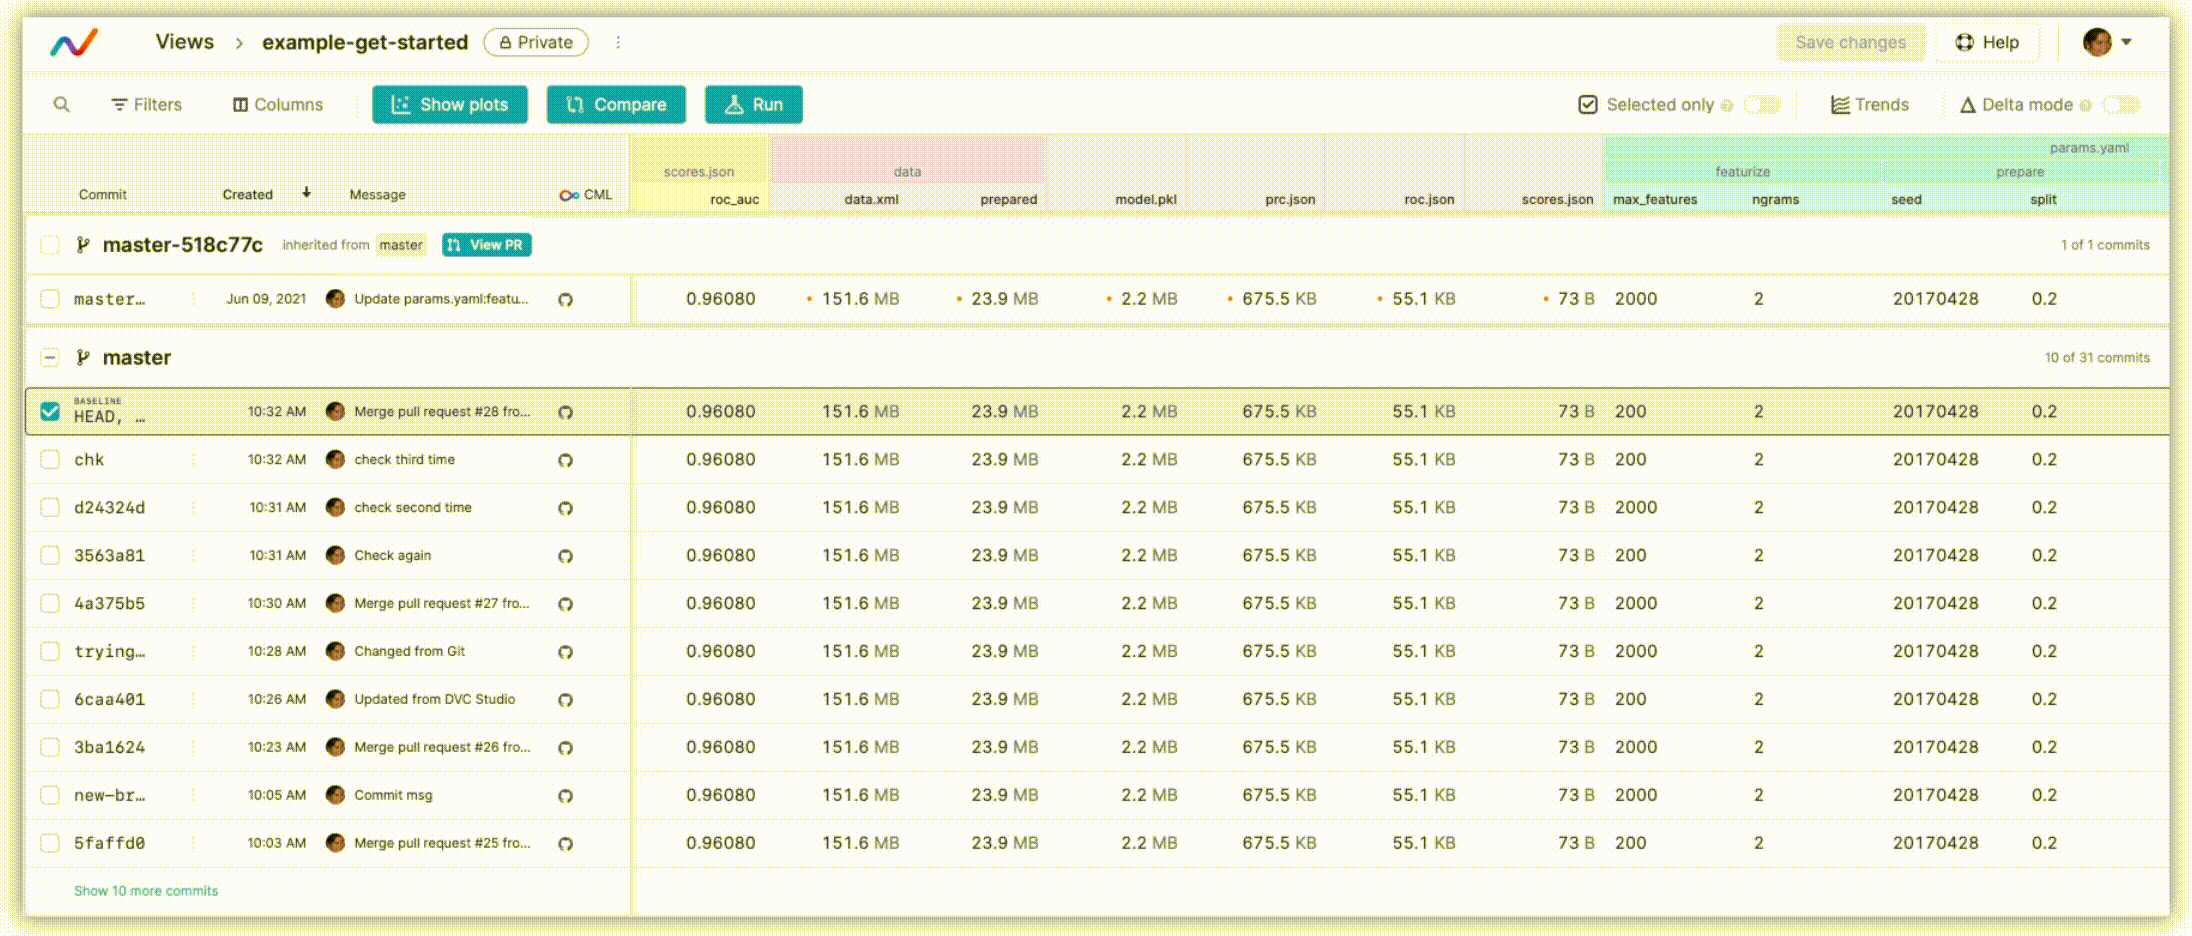 Views > example-get-started Private Save changes Help
Filters Columns Show plots Compare Run Selected only Trends Delta mode
params.yaml
scores.json data featurize prepare
Commit Created Message CML roc_auc data.xml prepared model.pkl prc.json roc.json scores.json max_features ngrams seed split
master-518c77c inherited from master View PR 1 of 1 commits
master… Jun 09, 2021 Update params.yaml:featu... 0.96080 151.6 MB 23.9 MB 2.2 MB 675.5 KB 55.1 KB 73 B 2000 2 20170428 0.2
master 10 of 31 commits
BASELINE
HEAD, … 10:32 AM Merge pull request #28 fro... 0.96080 151.6 MB 23.9 MB 2.2 MB 675.5 KB 55.1 KB 73 B 200 2 20170428 0.2
chk 10:32 AM check third time 0.96080 151.6 MB 23.9 MB 2.2 MB 675.5 KB 55.1 KB 73 B 200 2 20170428 0.2
d24324d 10:31 AM check second time 0.96080 151.6 MB 23.9 MB 2.2 MB 675.5 KB 55.1 KB 73 B 200 2 20170428 0.2
3563a81 10:31 AM Check again 0.96080 151.6 MB 23.9 MB 2.2 MB 675.5 KB 55.1 KB 73 B 200 2 20170428 0.2
4a375b5 10:30 AM Merge pull request #27 fro... 0.96080 151.6 MB 23.9 MB 2.2 MB 675.5 KB 55.1 KB 73 B 2000 2 20170428 0.2
trying… 10:28 AM Changed from Git 0.96080 151.6 MB 23.9 MB 2.2 MB 675.5 KB 55.1 KB 73 B 2000 2 20170428 0.2
6caa401 10:26 AM Updated from DVC Studio 0.96080 151.6 MB 23.9 MB 2.2 MB 675.5 KB 55.1 KB 73 B 200 2 20170428 0.2
3ba1624 10:23 AM Merge pull request #26 fro... 0.96080 151.6 MB 23.9 MB 2.2 MB 675.5 KB 55.1 KB 73 B 2000 2 20170428 0.2
new-br… 10:05 AM Commit msg 0.96080 151.6 MB 23.9 MB 2.2 MB 675.5 KB 55.1 KB 73 B 2000 2 20170428 0.2
5faffd0 10:03 AM Merge pull request #25 fro... 0.96080 151.6 MB 23.9 MB 2.2 MB 675.5 KB 55.1 KB 73 B 200 2 20170428 0.2
Show 10 more commits